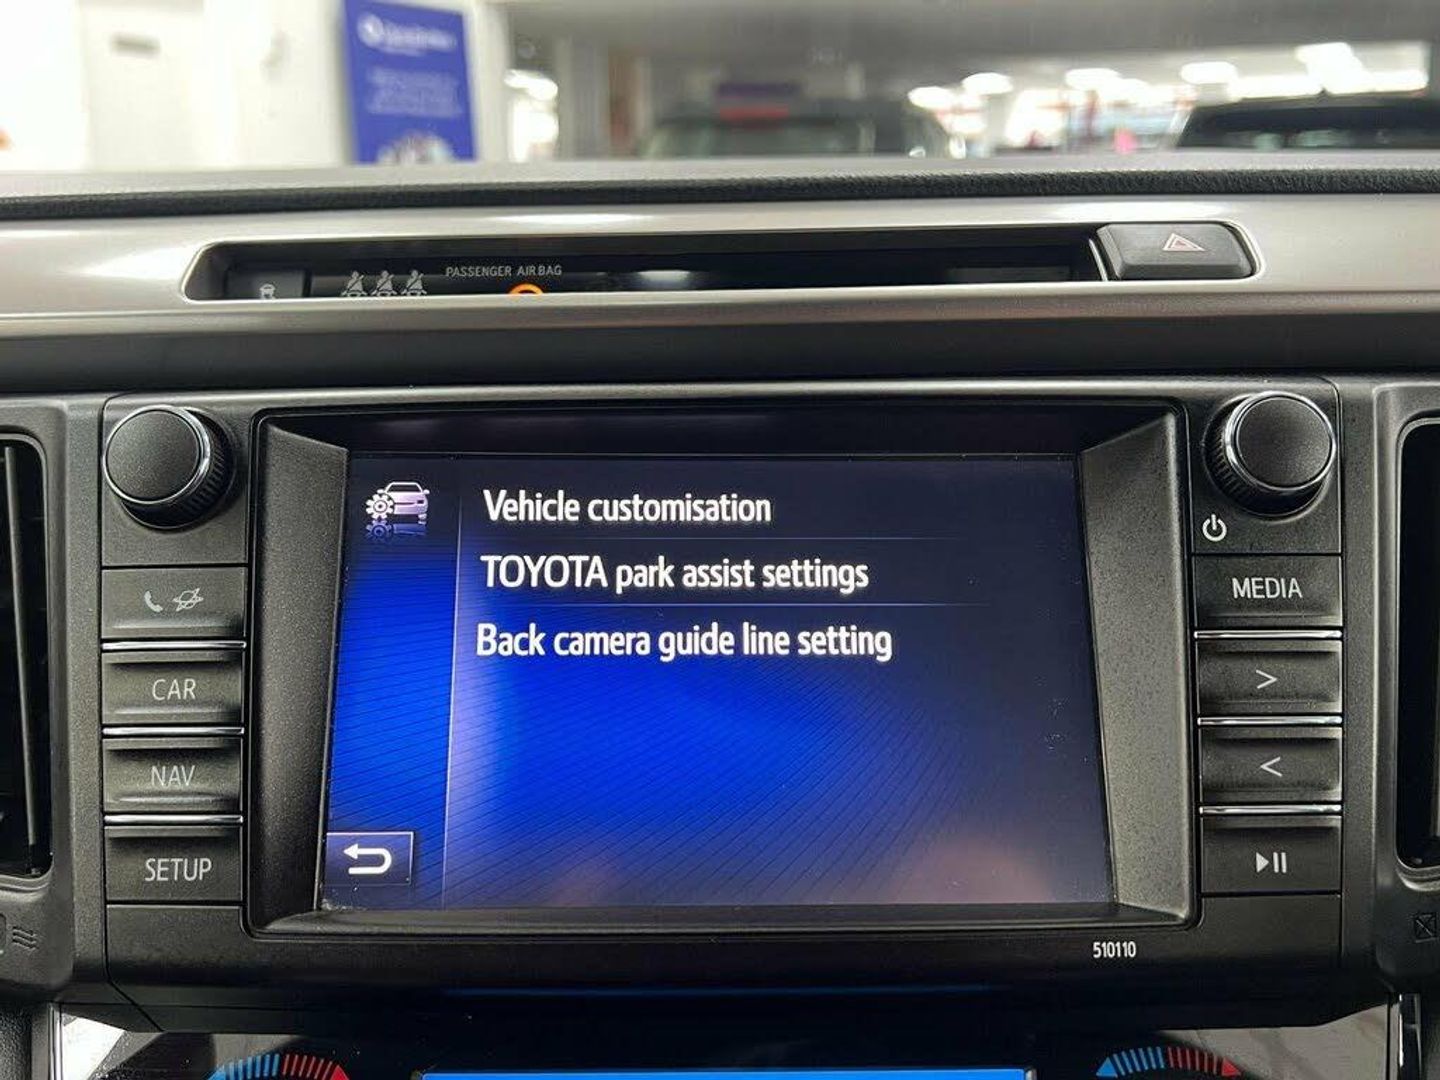 PASSENGER AIR BAG
Vehicle customisation
TOYOTA park assist settings
Back camera guide line setting
CAR
NAV
SETUP
MEDIA
>
<
510110